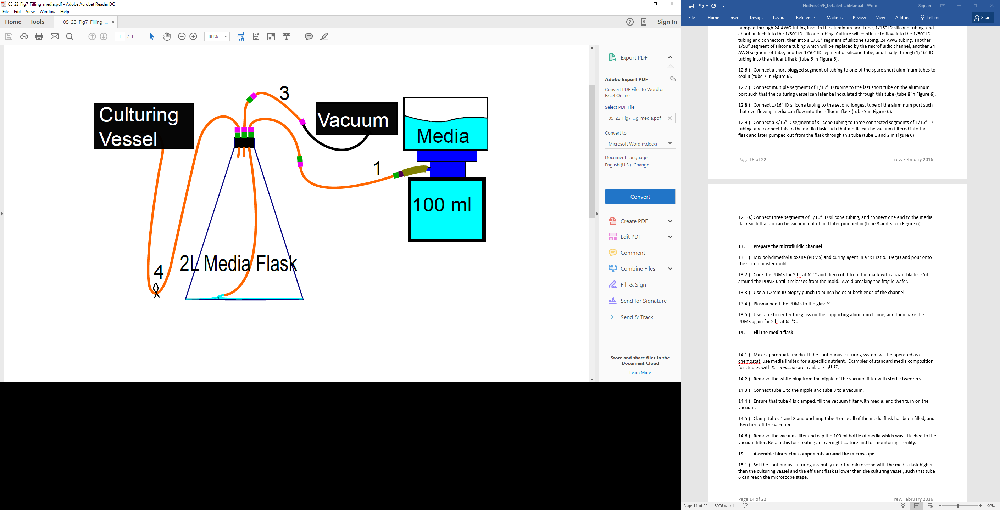 05_23_Fig7_Filling_media.pdf - Adobe Acrobat Reader DC
File Edit View Window Help
Home Tools 05_23_Fig7_Filling_... × Sign In
1 / 1 181%
Culturing
Vessel
3
Vacuum
Media
1
100 ml
2L Media Flask
4
Export PDF
Adobe Export PDF
Convert PDF Files to Word or
Excel Online
Select PDF File
05_23_Fig7_...g_media.pdf
Convert to
Microsoft Word (*.docx)
Document Language:
English (U.S.) Change
Convert
Create PDF
Edit PDF
Comment
Combine Files
Fill & Sign
Send for Signature
Send & Track
Store and share files in the
Document Cloud
Learn More
NotForJOVE_DetailedLabManual - Word Sign in
File Home Insert Design Layout References Mailings Review View Add-ins Tell me Share
pumped through 24 AWG tubing inset in the aluminum port tube, 1/16” ID silicone tubing, and
about an inch into the 1/50” ID silicone tubing. Culture will continue to flow into the 1/50” ID
tubing and connectors, then into a 1/50” segment of silicone tubing, 24 AWG tubing, another
1/50” segment of silicone tubing which will be replaced by the microfluidic channel, another 24
AWG segment of tube, another 1/50” ID segment of silicone tube, and finally through 1/16” ID
tubing into the effluent flask (tube 6 in Figure 6).
12.6.) Connect a short plugged segment of tubing to one of the spare short aluminum tubes to
seal it (tube 7 in Figure 6).
12.7.) Connect multiple segments of 1/16” ID tubing to the last short tube on the aluminum
port such that the culturing vessel can later be inoculated through this tube (tube 8 in Figure 6).
12.8.) Connect 1/16” ID silicone tubing to the second longest tube of the aluminum port such
that overflowing media can flow into the effluent flask (tube 9 in Figure 6).
12.9.) Connect a 3/16”ID segment of silicone tubing to three connected segments of 1/16” ID
tubing, and connect this to the media flask such that media can be vacuum filtered into the
flask and later pumped out from the flask through this tube (tube 1 and 2 in Figure 6).
Page 13 of 22 rev. February 2016
12.10.) Connect three segments of 1/16” ID silicone tubing, and connect one end to the media
flask such that air can be vacuum out of and later pumped in (tube 3 and 3.5 in Figure 6).
13. Prepare the microfluidic channel
13.1.) Mix polydimethylsiloxane (PDMS) and curing agent in a 9:1 ratio. Degas and pour onto
the silicon master mold.
13.2.) Cure the PDMS for 2 hr at 65°C and then cut it from the mask with a razor blade. Cut
around the PDMS until it releases from the mold. Avoid breaking the fragile wafer.
13.3.) Use a 1.2mm ID biopsy punch to punch holes at both ends of the channel.
13.4.) Plasma bond the PDMS to the glass³².
13.5.) Use tape to center the glass on the supporting aluminum frame, and then bake the
PDMS again for 2 hr at 65 °C.
14. Fill the media flask
14.1.) Make appropriate media. If the continuous culturing system will be operated as a
chemostat, use media limited for a specific nutrient. Examples of standard media composition
for studies with S. cerevisiae are available in³³⁻³⁷.
14.2.) Remove the white plug from the nipple of the vacuum filter with sterile tweezers.
14.3.) Connect tube 1 to the nipple and tube 3 to a vacuum.
14.4.) Ensure that tube 4 is clamped, fill the vacuum filter with media, and then turn on the
vacuum.
14.5.) Clamp tubes 1 and 3 and unclamp tube 4 once all of the media flask has been filled, and
then turn off the vacuum.
14.6.) Remove the vacuum filter and cap the 100 ml bottle of media which was attached to the
vacuum filter. Retain this for creating an overnight culture and for monitoring sterility.
15. Assemble bioreactor components around the microscope
15.1.) Set the continuous culturing assembly near the microscope with the media flask higher
than the culturing vessel and the effluent flask is lower than the culturing vessel, such that tube
6 can reach the microscope stage.
Page 14 of 22 rev. February 2016
Page 14 of 22 8076 words 90%